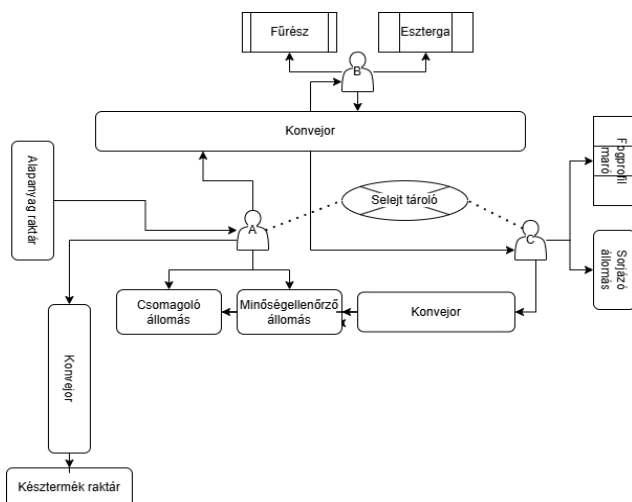 Fűrész
Eszterga
B
Konvejor
Alapanyag raktár
Fogprofil
maró
Selejt tároló
A
C
Sorjázó
állomás
Csomagoló
állomás
Minőségellenőrző
állomás
Konvejor
Konvejor
Késztermék raktár